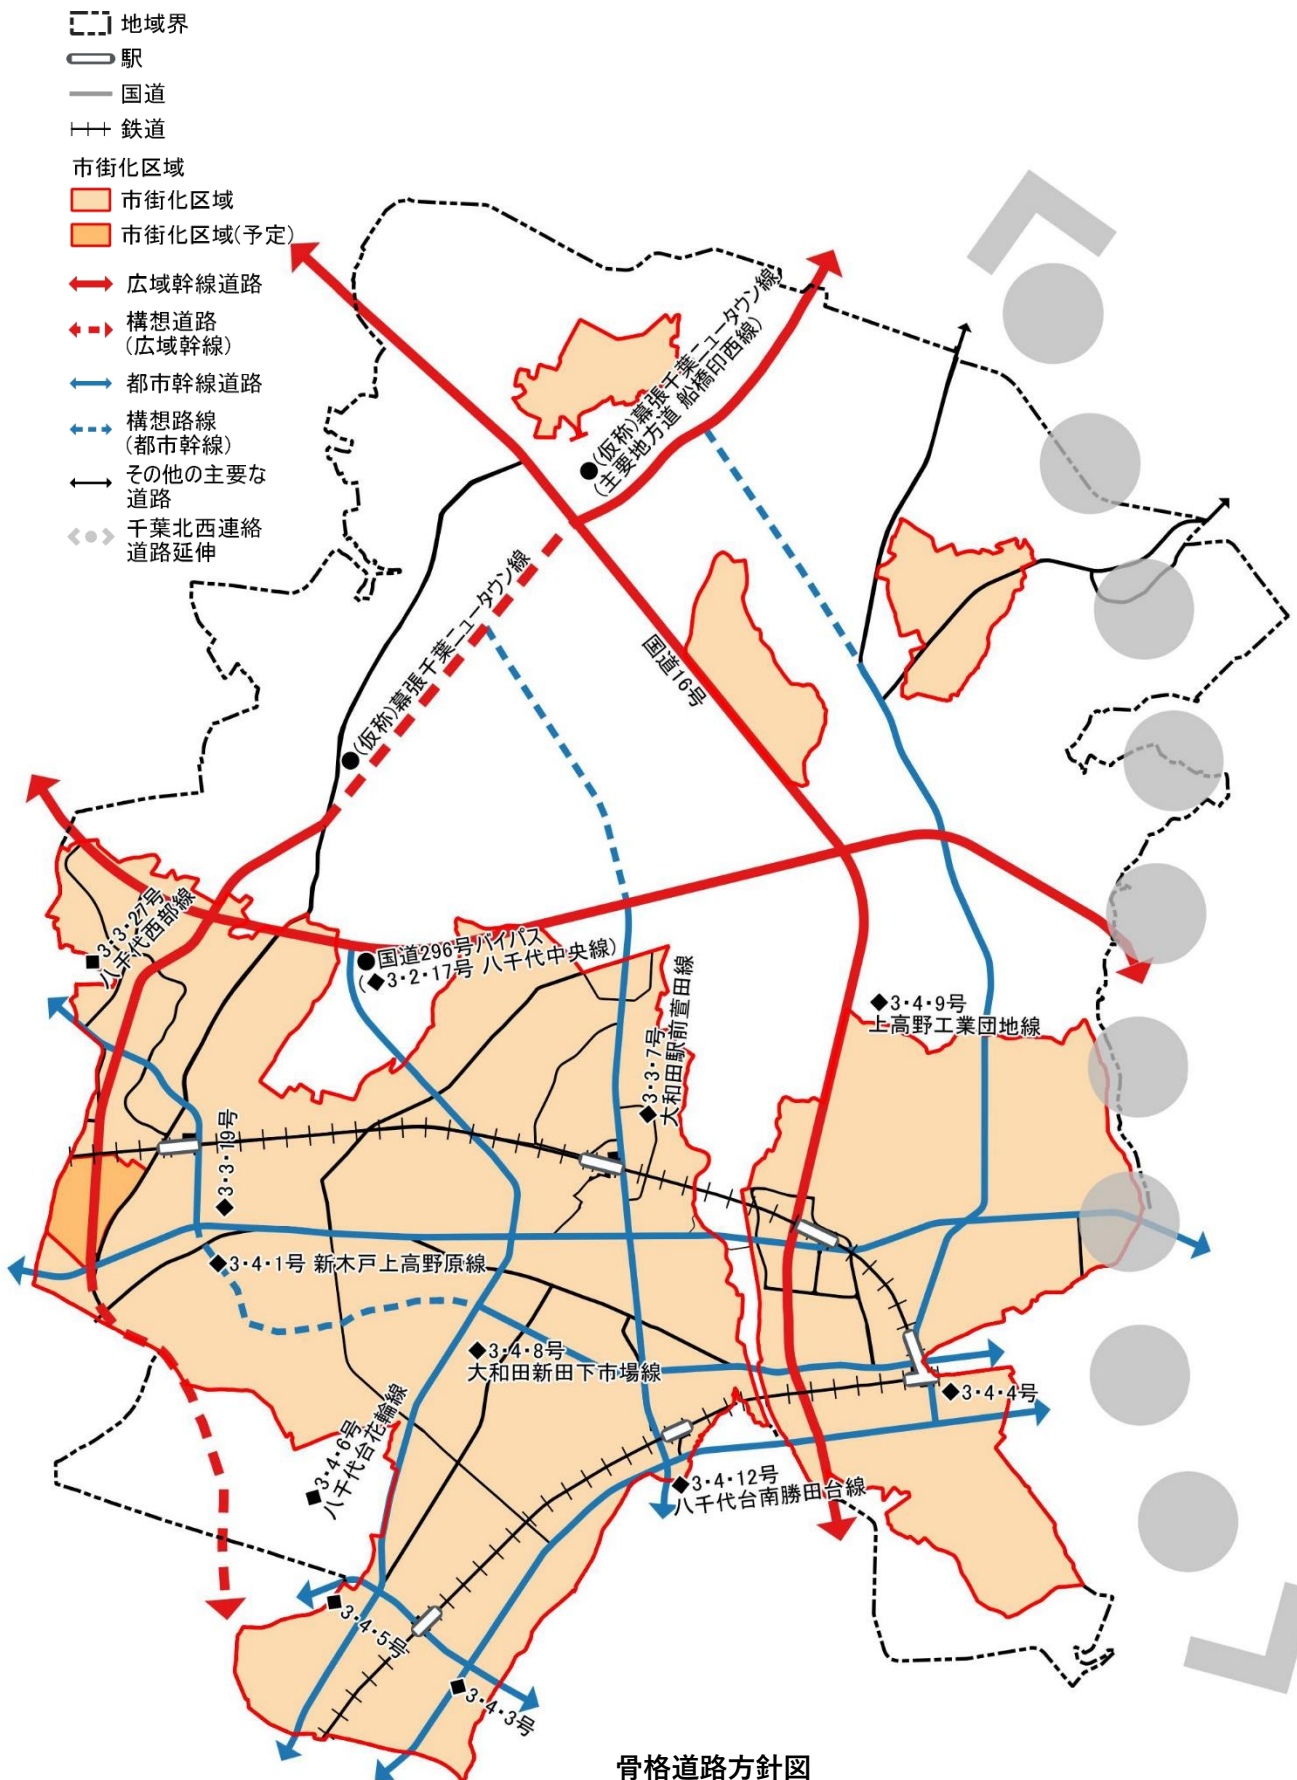 地域界
駅
国道
鉄道
市街化区域
市街化区域
市街化区域(予定)
広域幹線道路
構想道路
(広域幹線)
都市幹線道路
構想路線
(都市幹線)
その他の主要な
道路
千葉北西連絡
道路延伸
(仮称)幕張千葉ニュータウン線
(主要地方道 船橋印西線)
(仮称)幕張千葉ニュータウン線
国道16号
3・3・27号
八千代西部線
国道296号バイパス
(◆3・2・17号 八千代中央線)
3・3・7号
大和田駅前萱田線
3・4・9号
上高野工業団地線
3・3・19号
3・4・1号 新木戸上高野原線
3・4・8号
大和田新田下市場線
3・4・4号
3・4・6号
八千代台花輪線
3・4・12号
八千代台南勝田台線
3・4・5号
3・4・3号
骨格道路方針図